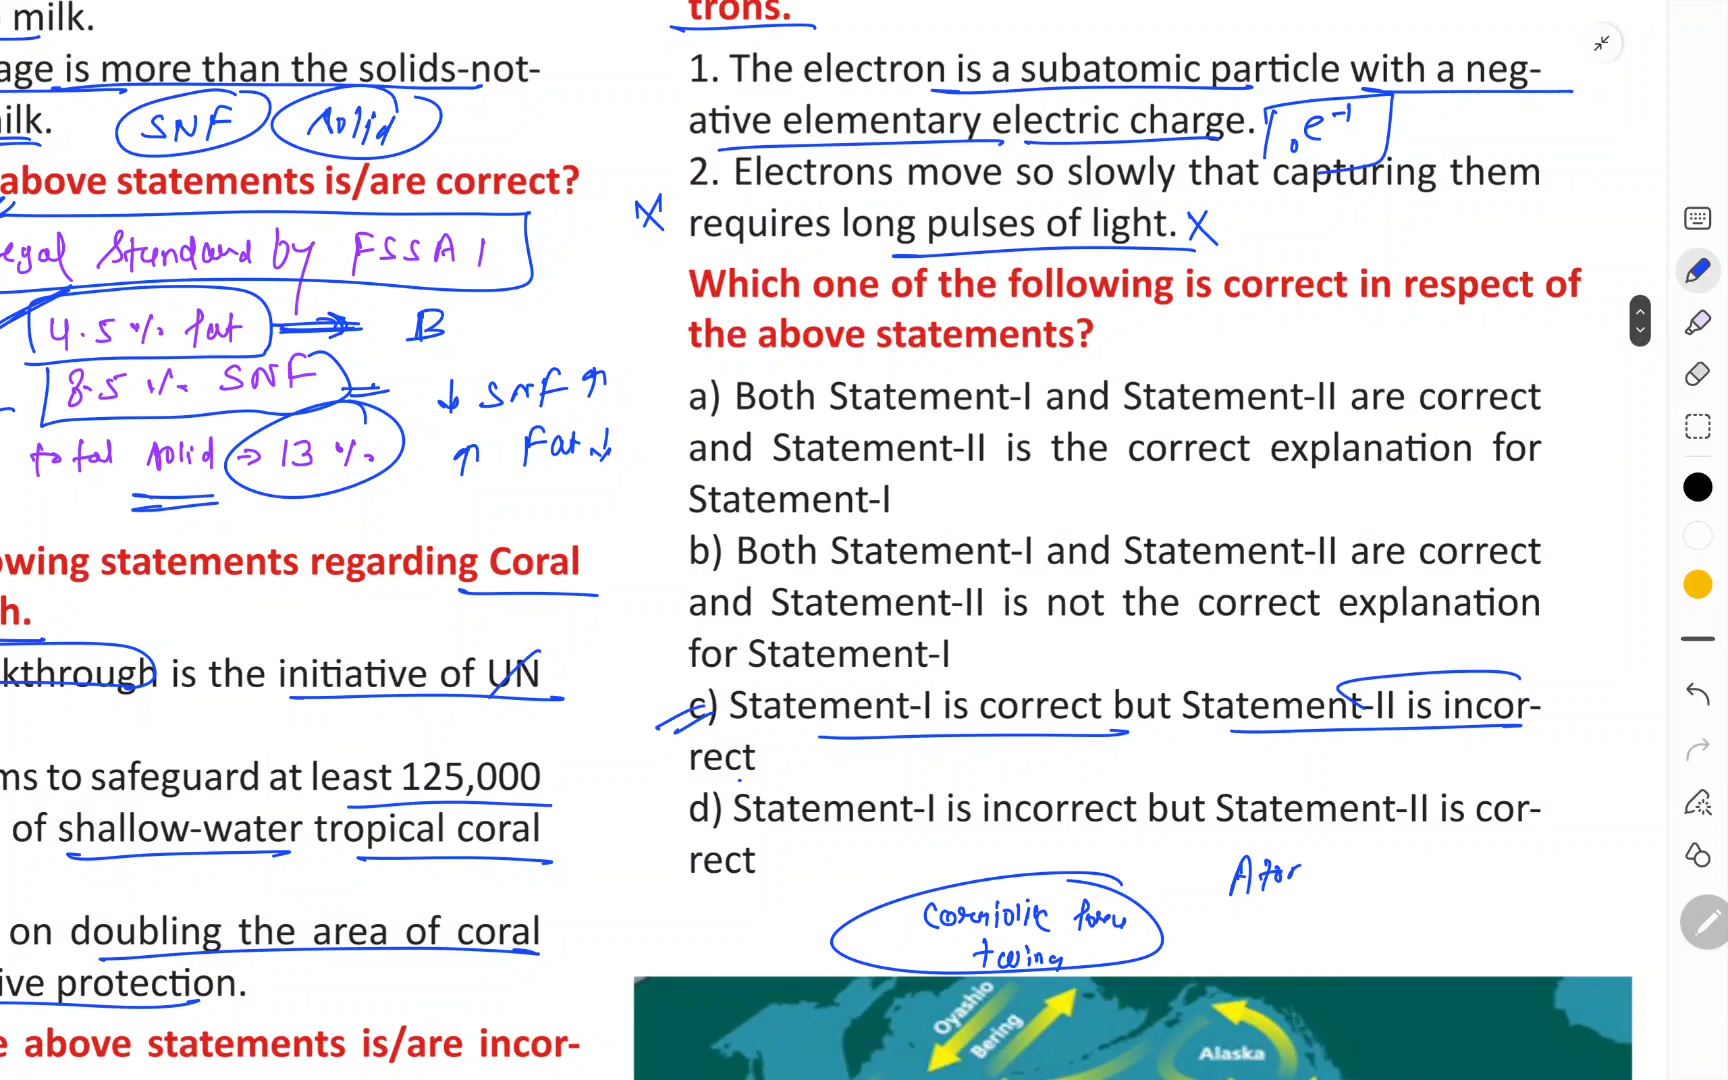 milk.
age is more than the solids-not-
ilk.
SNF
solid
above statements is/are correct?
egal Standard by FSSAI
4.5 % fat
B
8.5 % SNF
↓ SNF ↑
total solid → 13 %
↑ Fat ↓
owing statements regarding Coral
h.
kthrough is the initiative of UN
ms to safeguard at least 125,000
of shallow-water tropical coral
on doubling the area of coral
ive protection.
e above statements is/are incor-
trons.
1. The electron is a subatomic particle with a neg-
ative elementary electric charge.
e⁻¹
2. Electrons move so slowly that capturing them
X requires long pulses of light. X
Which one of the following is correct in respect of
the above statements?
a) Both Statement-I and Statement-II are correct
and Statement-II is the correct explanation for
Statement-I
b) Both Statement-I and Statement-II are correct
and Statement-II is not the correct explanation
for Statement-I
c) Statement-I is correct but Statement-II is incor-
rect
d) Statement-I is incorrect but Statement-II is cor-
rect
Oyashio
Bering
Alaska